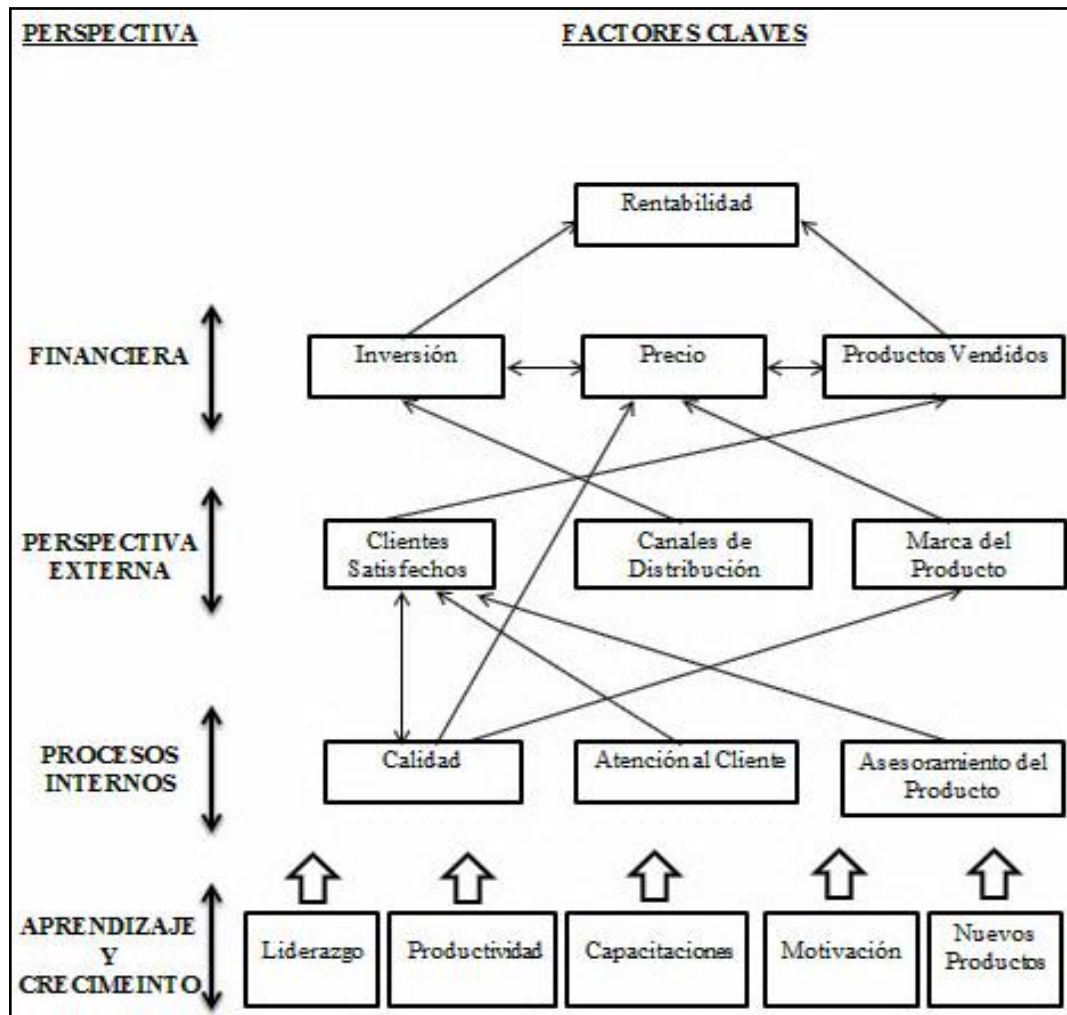 PERSPECTIVA
FACTORES CLAVES
Rentabilidad
FINANCIERA
Inversión
Precio
Productos Vendidos
PERSPECTIVA
EXTERNA
Clientes
Satisfechos
Canales de
Distribución
Marca del
Producto
PROCESOS
INTERNOS
Calidad
Atención al Cliente
Asesoramiento del
Producto
APRENDIZAJE
Y
CRECIMEINTO
Liderazgo
Productividad
Capacitaciones
Motivación
Nuevos
Productos